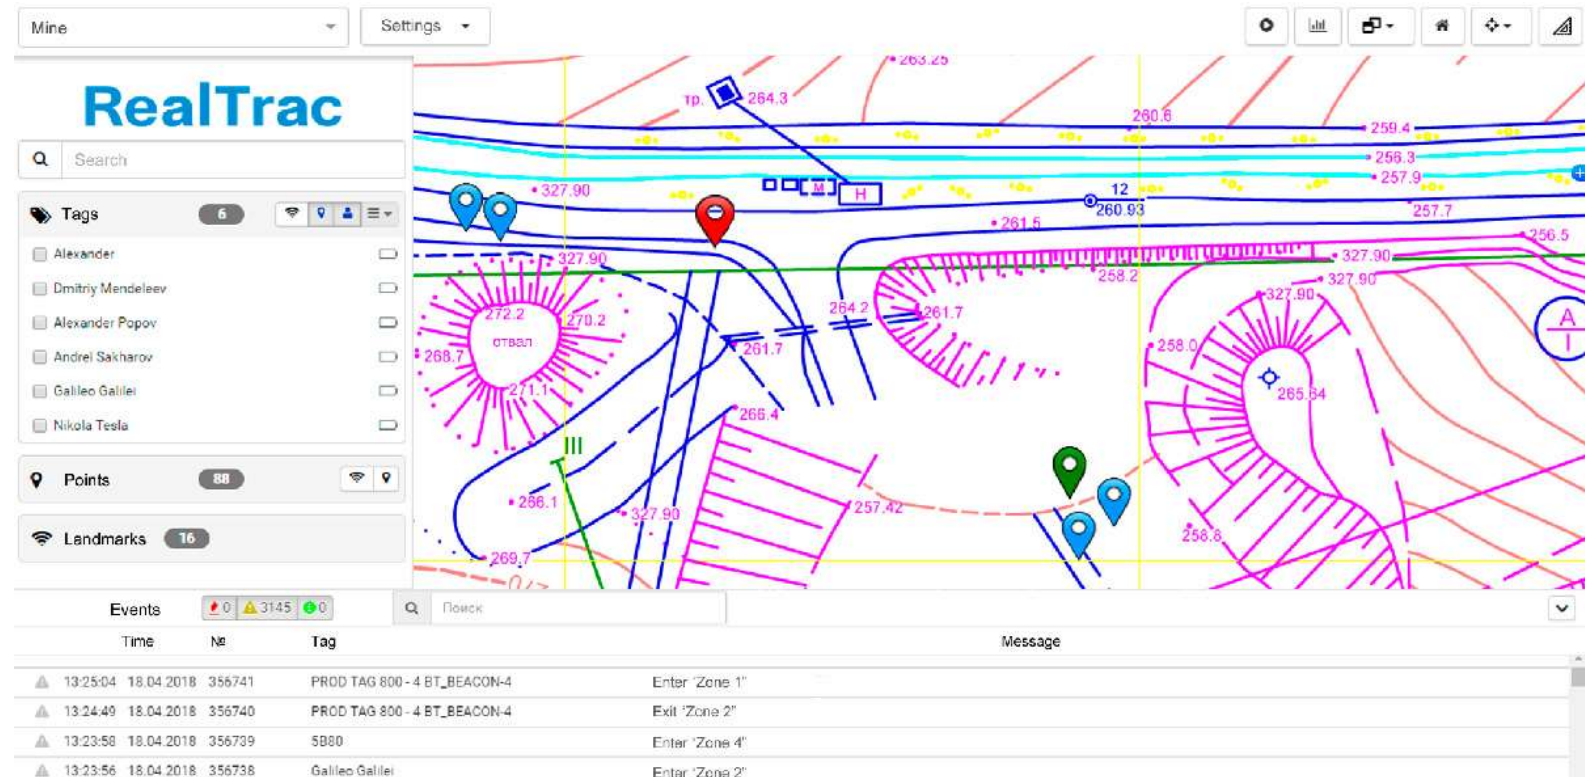 Mine
Settings
RealTrac
Search
Tags 6
Alexander
Dmitriy Mendeleev
Alexander Popov
Andrei Sakharov
Galileo Galilei
Nikola Tesla
Points 88
Landmarks 16
263.25
тр. 264.3
260.6
259.4
256.3
257.9
327.90
М
Н
12
260.93
257.7
261.5
256.5
327.90
258.2
327.90
327.90
327.90
272.2
270.2
264.2
261.7
А
I
отвал
268.7
261.7
258.0
271.1
265.84
266.4
III
266.1
327.90
257.42
258.8
269.7
270
Events 0 3145 0 Поиск
Time № Tag Message
13:25:04 18.04.2018 356741 PROD TAG 800 - 4 BT_BEACON-4 Enter "Zone 1"
13:24:49 18.04.2018 356740 PROD TAG 800 - 4 BT_BEACON-4 Exit "Zone 2"
13:23:58 18.04.2018 356739 5B80 Enter "Zone 4"
13:23:56 18.04.2018 356738 Galileo Galilei Enter "Zone 2"